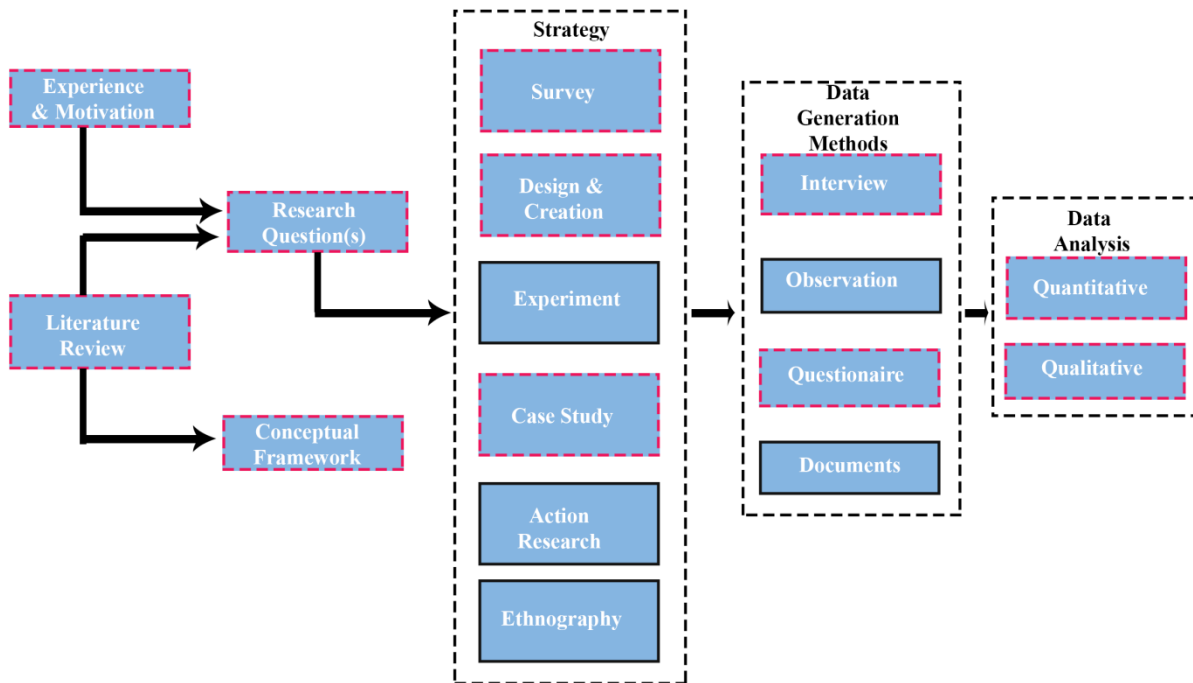 Experience
& Motivation
Literature
Review
Research
Question(s)
Conceptual
Framework
Strategy
Survey
Design &
Creation
Experiment
Case Study
Action
Research
Ethnography
Data
Generation
Methods
Interview
Observation
Questionaire
Documents
Data
Analysis
Quantitative
Qualitative